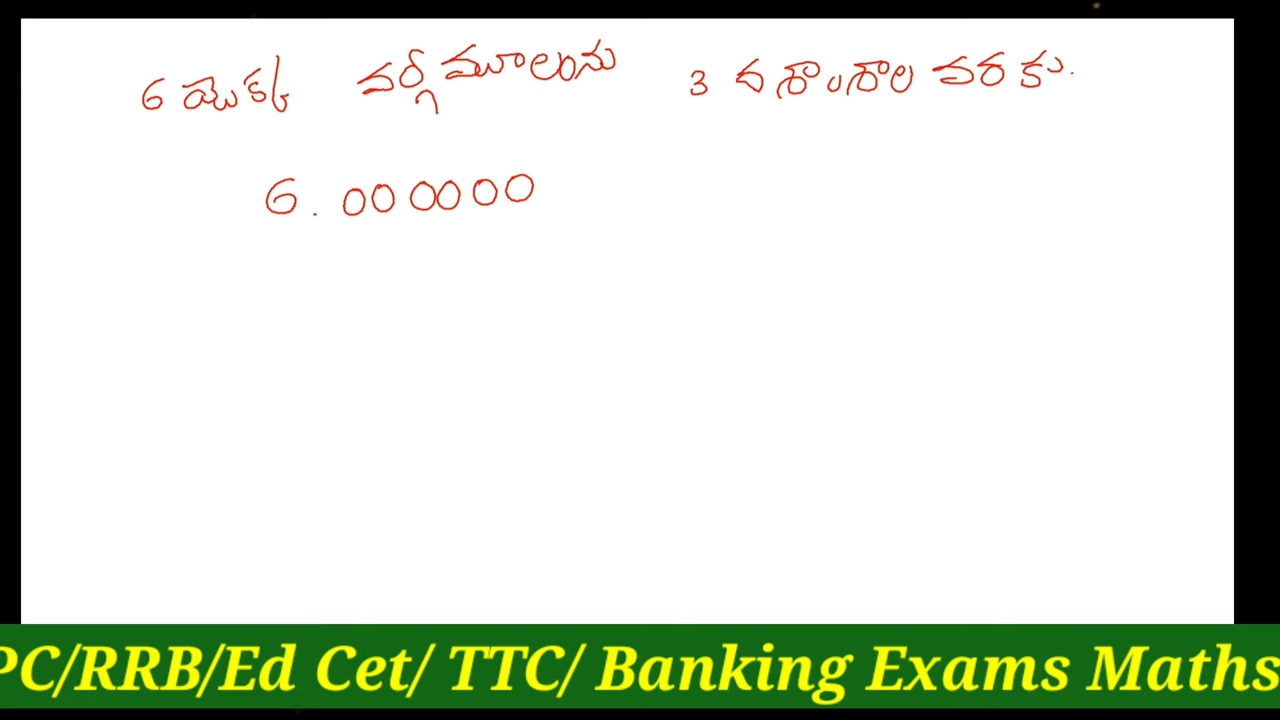 6 యొక్క వర్గమూలంను 3 దశాంశాల వరకు.
6.000000
PC/RRB/Ed Cet/ TTC/ Banking Exams Maths